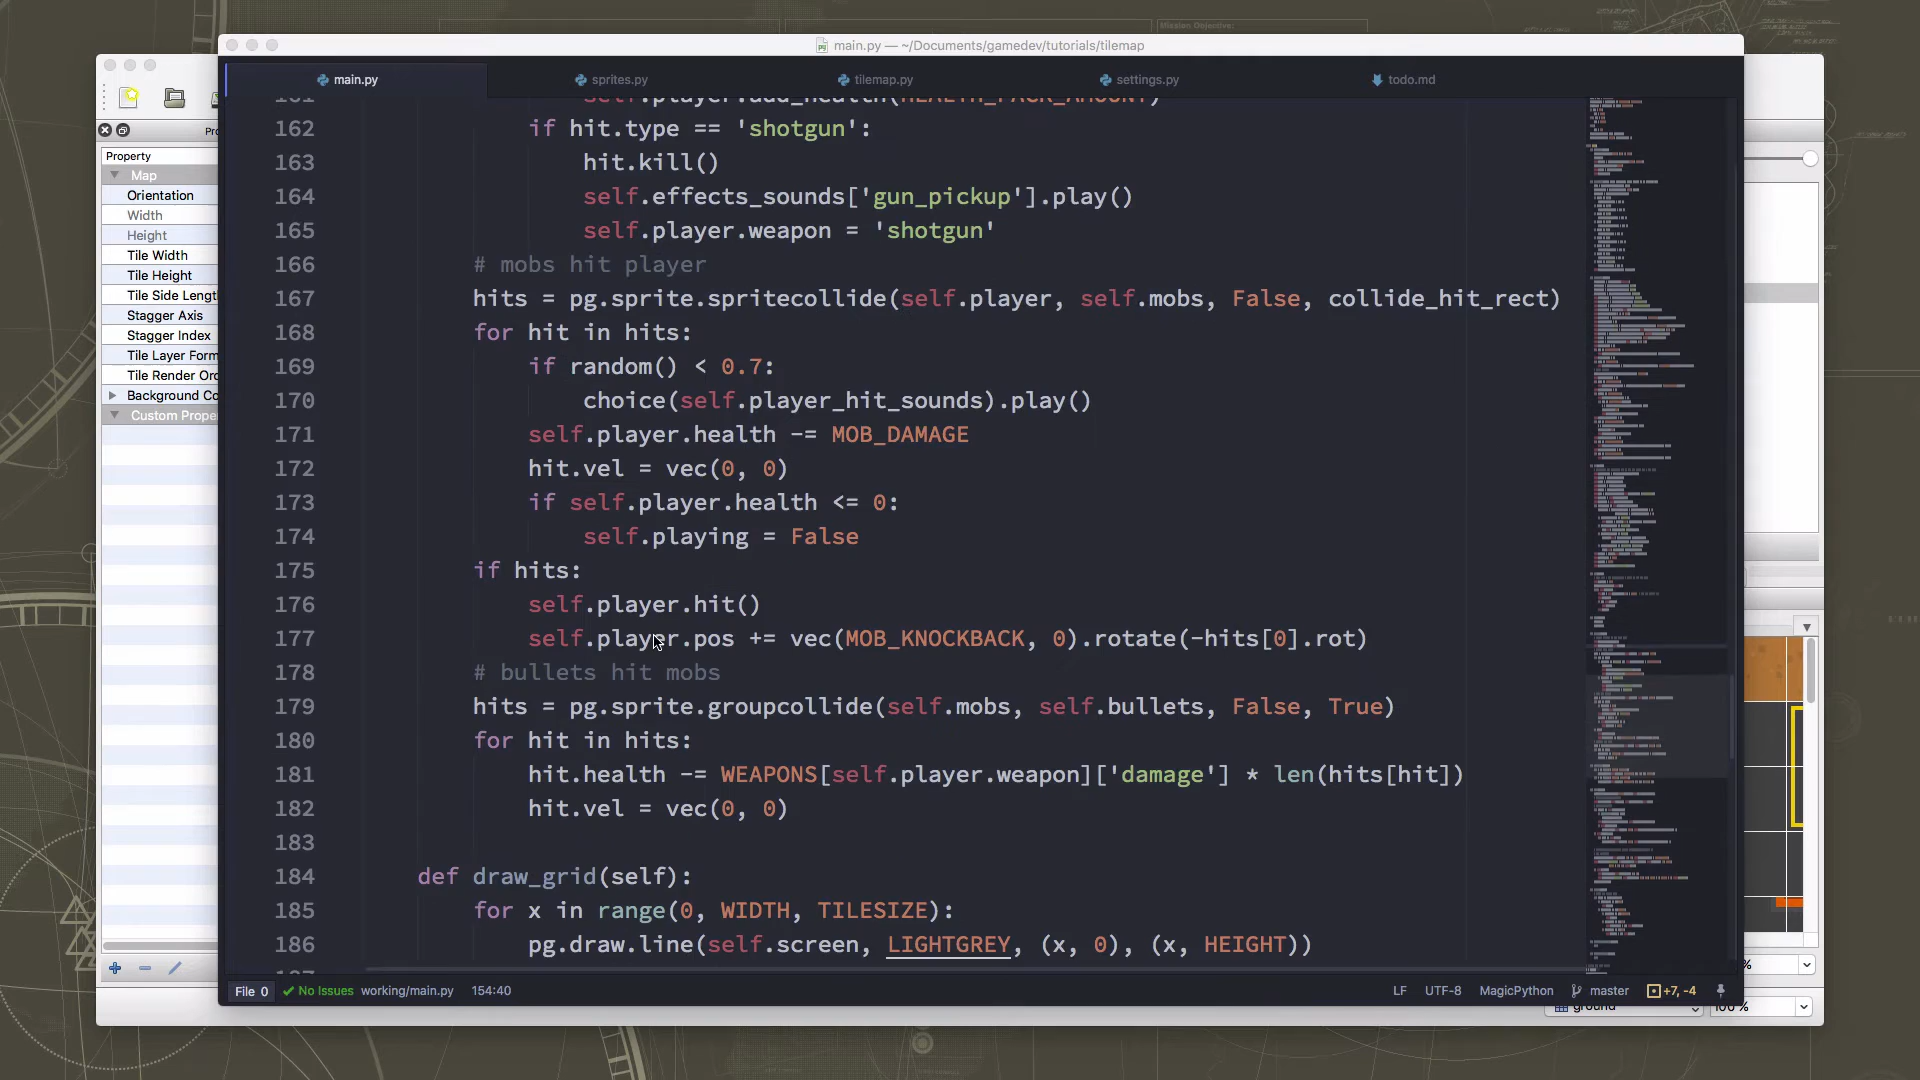 Mission Objective:
main.py — ~/Documents/gamedev/tutorials/tilemap
main.py
sprites.py
tilemap.py
settings.py
todo.md
Property
Map
Orientation
Width
Height
Tile Width
Tile Height
Tile Side Lengt
Stagger Axis
Stagger Index
Tile Layer Form
Tile Render Orc
Background Co
Custom Prope
161 self.player.add_health(HEALTH_PACK_AMOUNT)
162 if hit.type == 'shotgun':
163 hit.kill()
164 self.effects_sounds['gun_pickup'].play()
165 self.player.weapon = 'shotgun'
166 # mobs hit player
167 hits = pg.sprite.spritecollide(self.player, self.mobs, False, collide_hit_rect)
168 for hit in hits:
169 if random() < 0.7:
170 choice(self.player_hit_sounds).play()
171 self.player.health -= MOB_DAMAGE
172 hit.vel = vec(0, 0)
173 if self.player.health <= 0:
174 self.playing = False
175 if hits:
176 self.player.hit()
177 self.player.pos += vec(MOB_KNOCKBACK, 0).rotate(-hits[0].rot)
178 # bullets hit mobs
179 hits = pg.sprite.groupcollide(self.mobs, self.bullets, False, True)
180 for hit in hits:
181 hit.health -= WEAPONS[self.player.weapon]['damage'] * len(hits[hit])
182 hit.vel = vec(0, 0)
183
184 def draw_grid(self):
185 for x in range(0, WIDTH, TILESIZE):
186 pg.draw.line(self.screen, LIGHTGREY, (x, 0), (x, HEIGHT))
File 0 No Issues working/main.py 154:40 LF UTF-8 MagicPython master +7, -4
%
ground
100 %